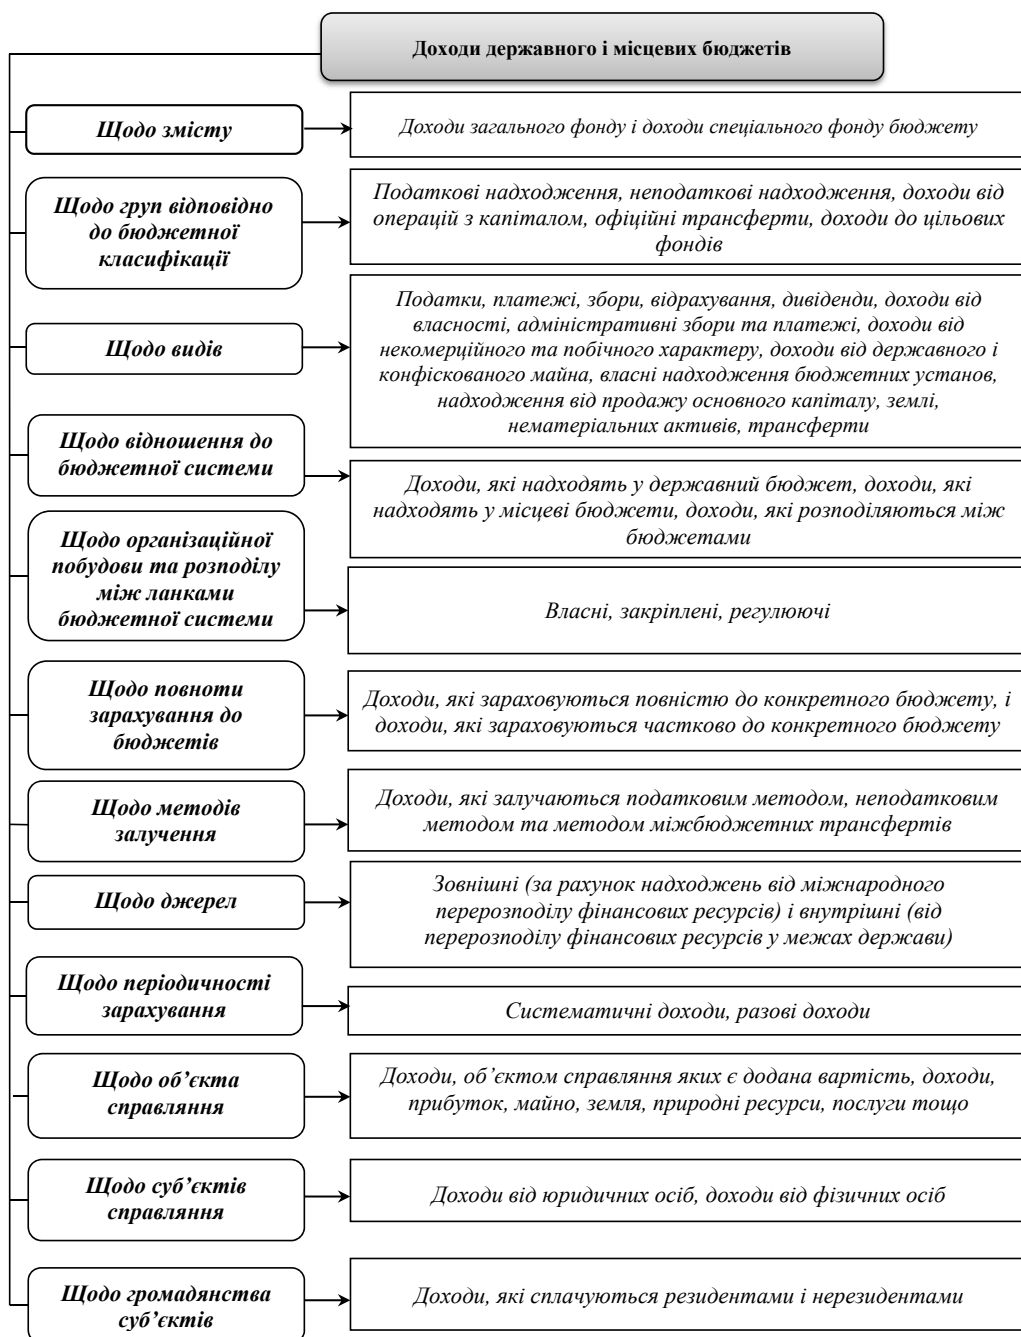 Доходи державного і місцевих бюджетів
Щодо змісту
Доходи загального фонду і доходи спеціального фонду бюджету
Щодо груп відповідно
до бюджетної
класифікації
Податкові надходження, неподаткові надходження, доходи від
операцій з капіталом, офіційні трансферти, доходи до цільових
фондів
Щодо видів
Податки, платежі, збори, відрахування, дивіденди, доходи від
власності, адміністративні збори та платежі, доходи від
некомерційного та побічного характеру, доходи від державного і
конфіскованого майна, власні надходження бюджетних установ,
надходження від продажу основного капіталу, землі,
нематеріальних активів, трансферти
Щодо відношення до
бюджетної системи
Доходи, які надходять у державний бюджет, доходи, які
надходять у місцеві бюджети, доходи, які розподіляються між
бюджетами
Щодо організаційної
побудови та розподілу
між ланками
бюджетної системи
Власні, закріплені, регулюючі
Щодо повноти
зарахування до
бюджетів
Доходи, які зараховуються повністю до конкретного бюджету, і
доходи, які зараховуються частково до конкретного бюджету
Щодо методів
залучення
Доходи, які залучаються податковим методом, неподатковим
методом та методом міжбюджетних трансфертів
Щодо джерел
Зовнішні (за рахунок надходжень від міжнародного
перерозподілу фінансових ресурсів) і внутрішні (від
перерозподілу фінансових ресурсів у межах держави)
Щодо періодичності
зарахування
Систематичні доходи, разові доходи
Щодо об’єкта
справляння
Доходи, об’єктом справляння яких є додана вартість, доходи,
прибуток, майно, земля, природні ресурси, послуги тощо
Щодо суб’єктів
справляння
Доходи від юридичних осіб, доходи від фізичних осіб
Щодо громадянства
суб’єктів
Доходи, які сплачуються резидентами і нерезидентами